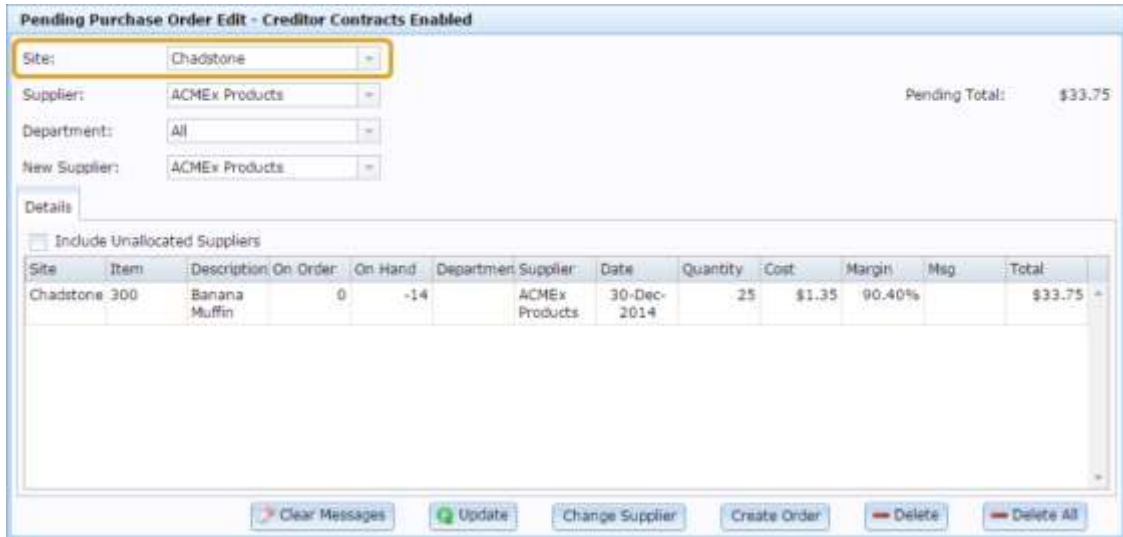 Pending Purchase Order Edit - Creditor Contracts Enabled
Site: Chadstone
Supplier: ACMEx Products Pending Total: $33.75
Department: All
New Supplier: ACMEx Products
Details
Include Unallocated Suppliers
Site Item Description On Order On Hand Departmen Supplier Date Quantity Cost Margin Msg Total
Chadstone 300 Banana 0 -14 ACMEx 30-Dec- 25 $1.35 90.40% $33.75
Muffin Products 2014
Clear Messages Update Change Supplier Create Order Delete Delete All